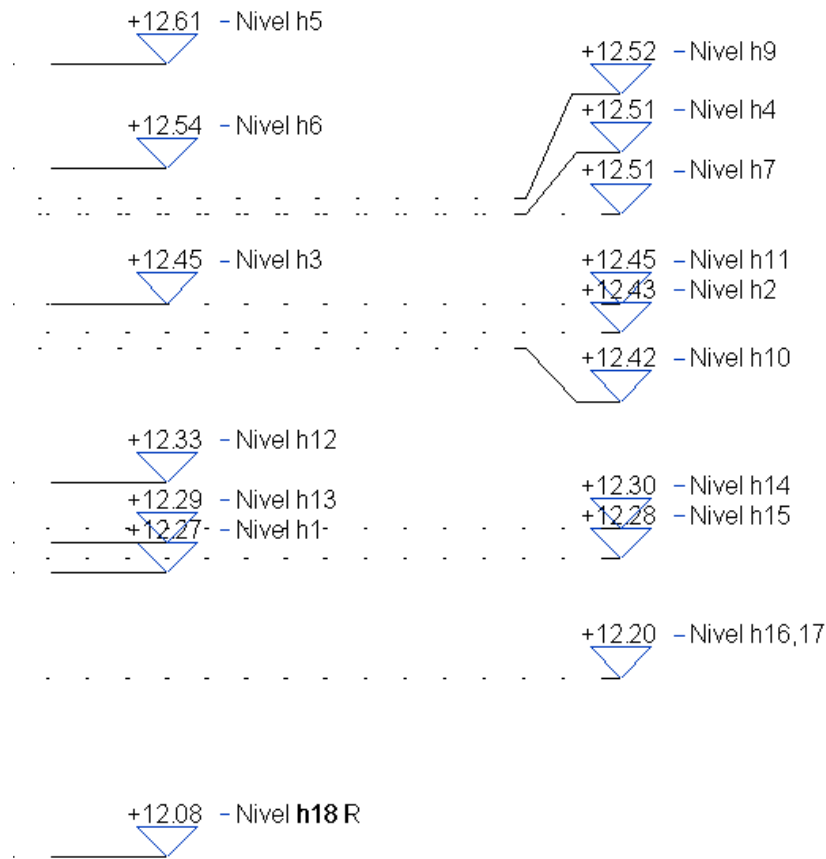 +12.61 – Nivel h5
+12.52 – Nivel h9
+12.51 – Nivel h4
+12.54 – Nivel h6
+12.51 – Nivel h7
+12.45 – Nivel h3
+12.45 – Nivel h11
+12.43 – Nivel h2
+12.42 – Nivel h10
+12.33 – Nivel h12
+12.30 – Nivel h14
+12.29 – Nivel h13
+12.28 – Nivel h15
+12.27 – Nivel h1
+12.20 – Nivel h16,17
+12.08 – Nivel h18 R